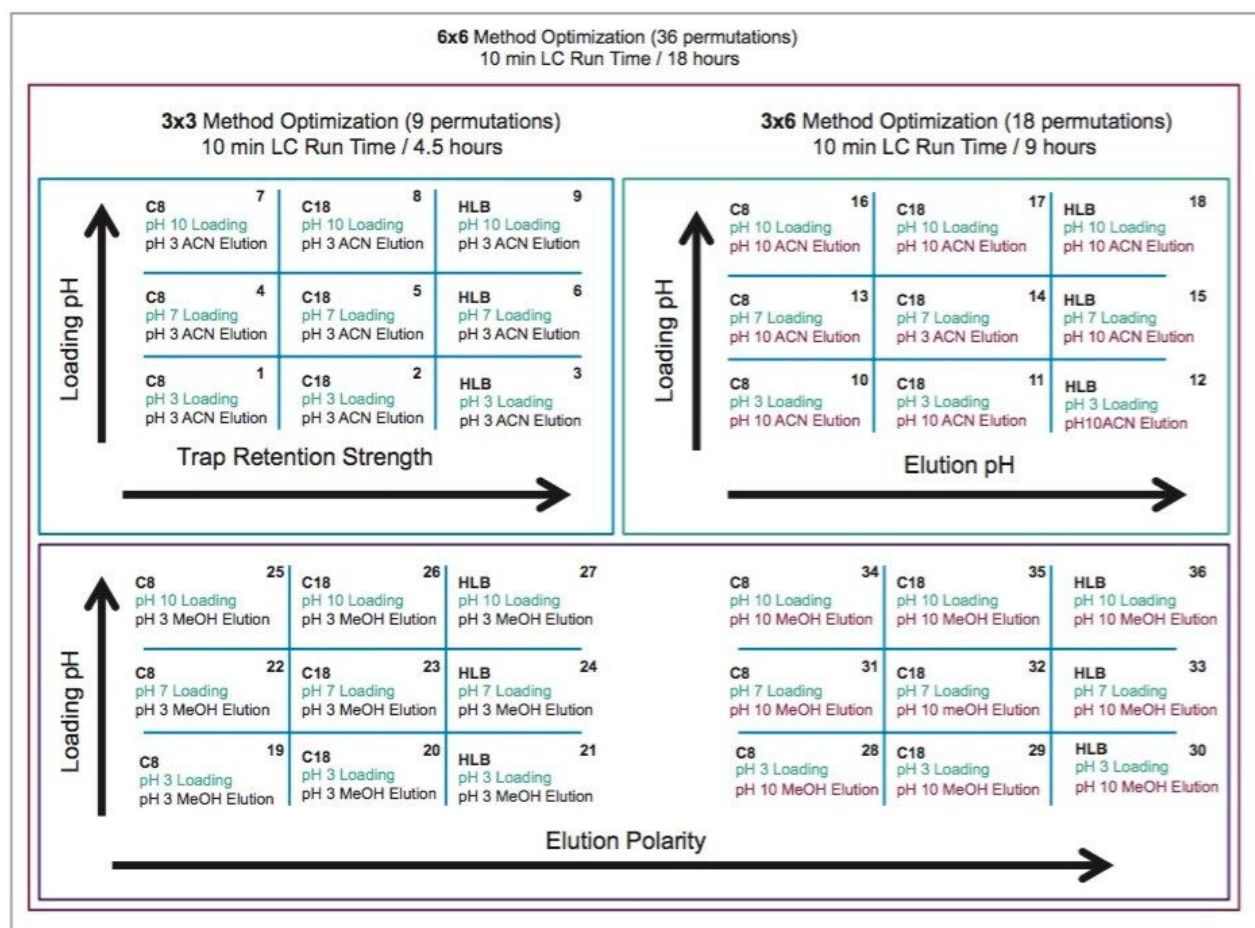 6x6 Method Optimization (36 permutations)
10 min LC Run Time / 18 hours
3x3 Method Optimization (9 permutations)
10 min LC Run Time / 4.5 hours
Loading pH
C8 7
pH 10 Loading
pH 3 ACN Elution
C18 8
pH 10 Loading
pH 3 ACN Elution
HLB 9
pH 10 Loading
pH 3 ACN Elution
C8 4
pH 7 Loading
pH 3 ACN Elution
C18 5
pH 7 Loading
pH 3 ACN Elution
HLB 6
pH 7 Loading
pH 3 ACN Elution
C8 1
pH 3 Loading
pH 3 ACN Elution
C18 2
pH 3 Loading
pH 3 ACN Elution
HLB 3
pH 3 Loading
pH 3 ACN Elution
Trap Retention Strength
3x6 Method Optimization (18 permutations)
10 min LC Run Time / 9 hours
Loading pH
C8 16
pH 10 Loading
pH 10 ACN Elution
C18 17
pH 10 Loading
pH 10 ACN Elution
HLB 18
pH 10 Loading
pH 10 ACN Elution
C8 13
pH 7 Loading
pH 10 ACN Elution
C18 14
pH 7 Loading
pH 3 ACN Elution
HLB 15
pH 7 Loading
pH 10 ACN Elution
C8 10
pH 3 Loading
pH 10 ACN Elution
C18 11
pH 3 Loading
pH 10 ACN Elution
HLB 12
pH 3 Loading
pH10ACN Elution
Elution pH
Loading pH
C8 25
pH 10 Loading
pH 3 MeOH Elution
C18 26
pH 10 Loading
pH 3 MeOH Elution
HLB 27
pH 10 Loading
pH 3 MeOH Elution
C8 34
pH 10 Loading
pH 10 MeOH Elution
C18 35
pH 10 Loading
pH 10 MeOH Elution
HLB 36
pH 10 Loading
pH 10 MeOH Elution
C8 22
pH 7 Loading
pH 3 MeOH Elution
C18 23
pH 7 Loading
pH 3 MeOH Elution
HLB 24
pH 7 Loading
pH 3 MeOH Elution
C8 31
pH 7 Loading
pH 10 MeOH Elution
C18 32
pH 7 Loading
pH 10 meOH Elution
HLB 33
pH 7 Loading
pH 10 MeOH Elution
C8 19
pH 3 Loading
pH 3 MeOH Elution
C18 20
pH 3 Loading
pH 3 MeOH Elution
HLB 21
pH 3 Loading
pH 3 MeOH Elution
C8 28
pH 3 Loading
pH 10 MeOH Elution
C18 29
pH 3 Loading
pH 10 MeOH Elution
HLB 30
pH 3 Loading
pH 10 MeOH Elution
Elution Polarity